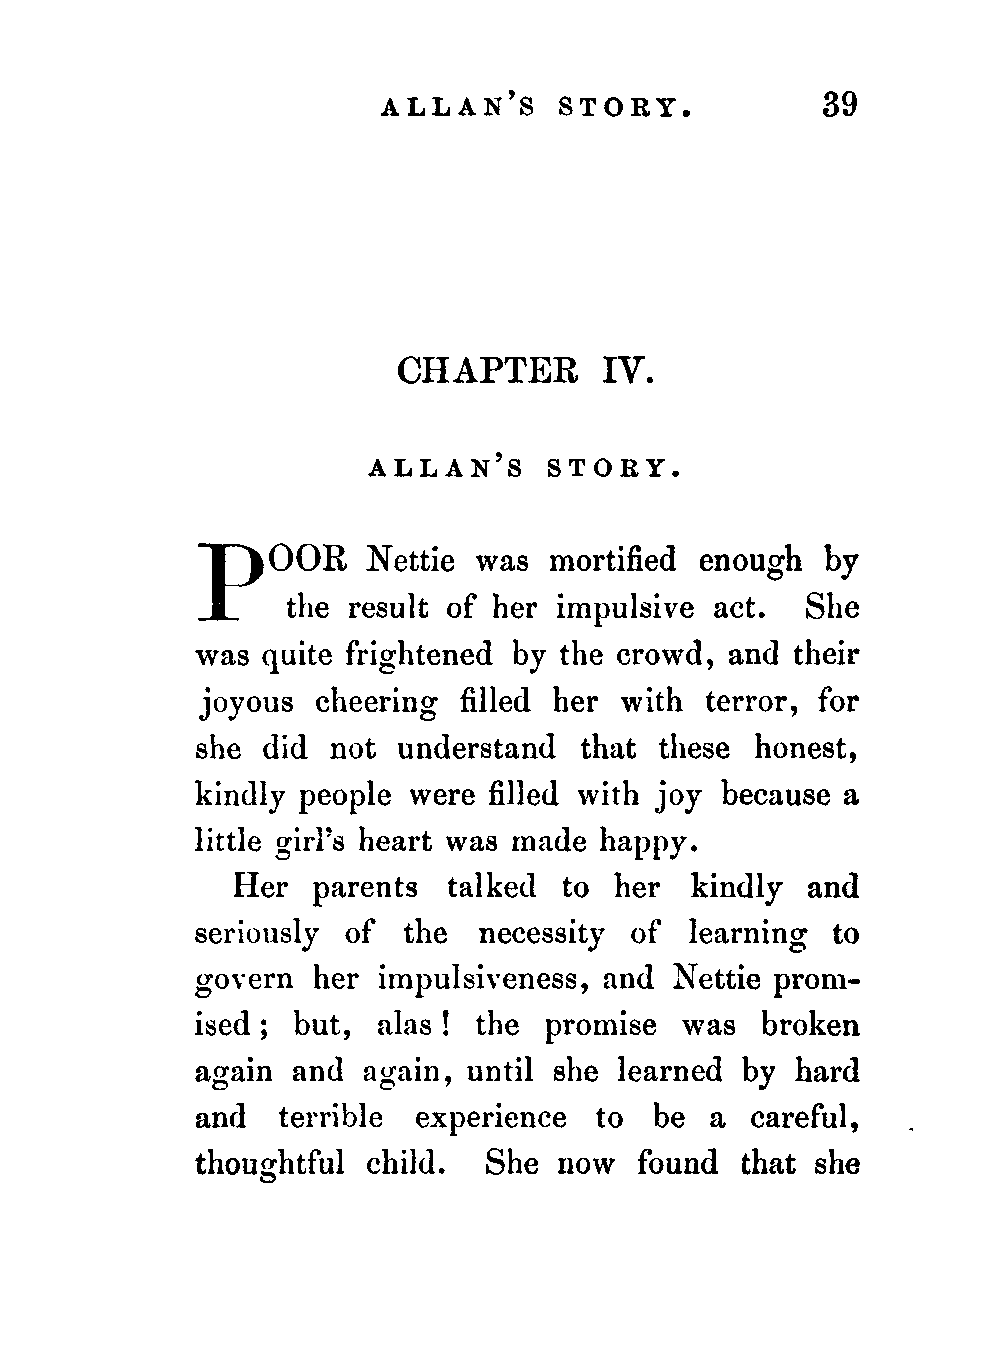 ALLAN'S STORY. 39
CHAPTER IV.
ALLAN'S STORY.
POOR Nettie was mortified enough by
the result of her impulsive act. She
was quite frightened by the crowd, and their
joyous cheering filled her with terror, for
she did not understand that these honest,
kindly people were filled with joy because a
little girl's heart was made happy.
Her parents talked to her kindly and
seriously of the necessity of learning to
govern her impulsiveness, and Nettie prom-
ised; but, alas! the promise was broken
again and again, until she learned by hard
and terrible experience to be a careful,
thoughtful child. She now found that she